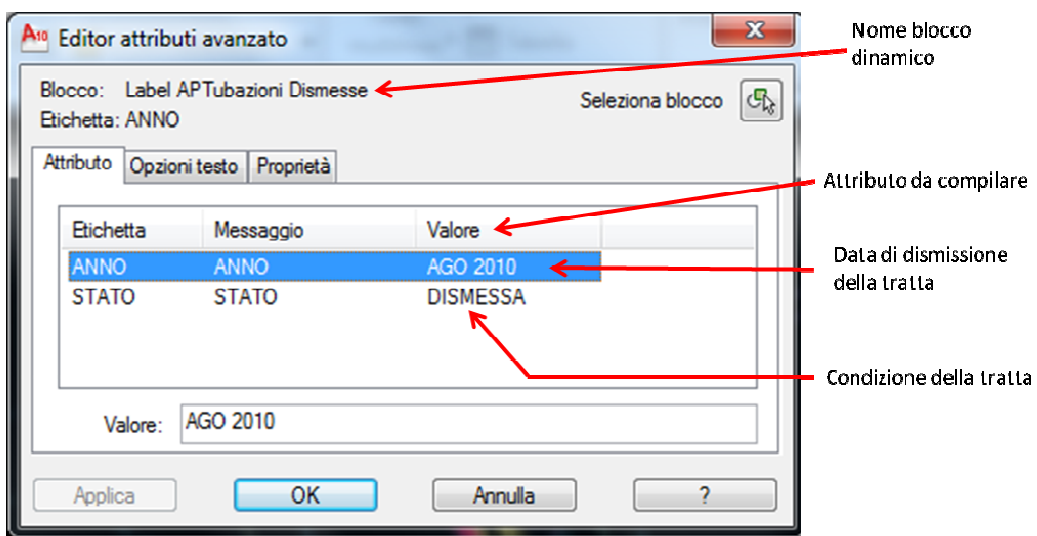 A10 Editor attributi avanzato
Nome blocco
dinamico
Blocco: Label APTubazioni Dismesse
Etichetta: ANNO
Seleziona blocco
Attributo Opzioni testo Proprietà
Attributo da compilare
Etichetta Messaggio Valore
ANNO ANNO AGO 2010
STATO STATO DISMESSA
Data di dismissione
della tratta
Condizione della tratta
Valore: AGO 2010
Applica OK Annulla ?